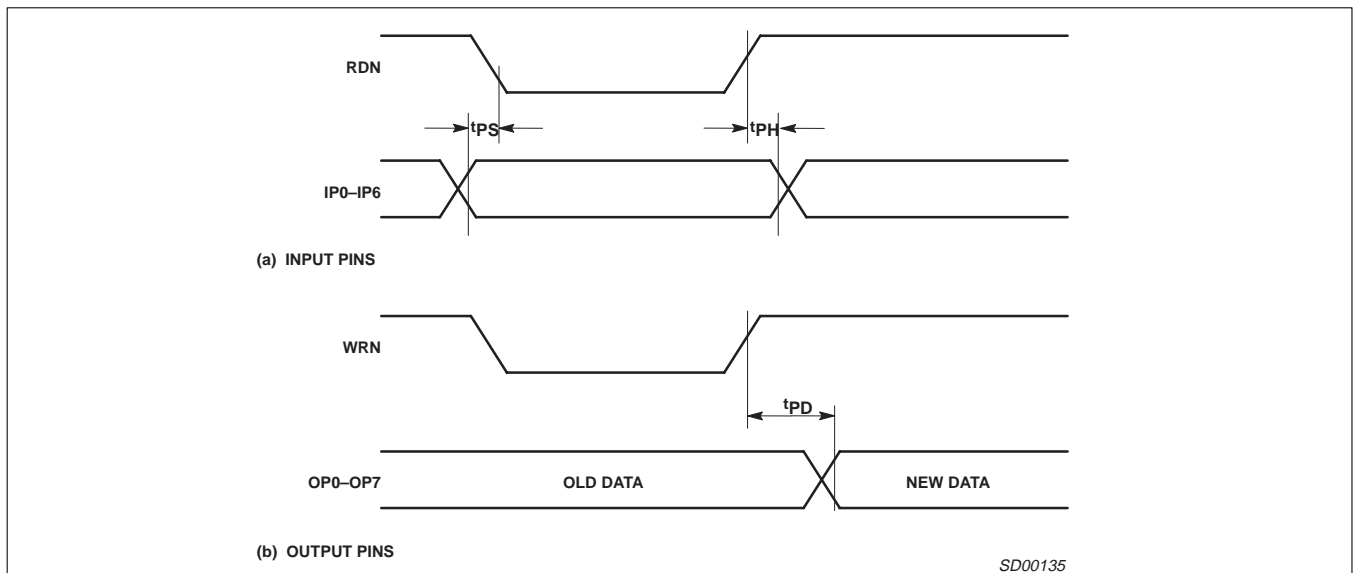 RDN
tPS
tPH
IP0–IP6
(a) INPUT PINS
WRN
tPD
OP0–OP7
OLD DATA
NEW DATA
(b) OUTPUT PINS
SD00135